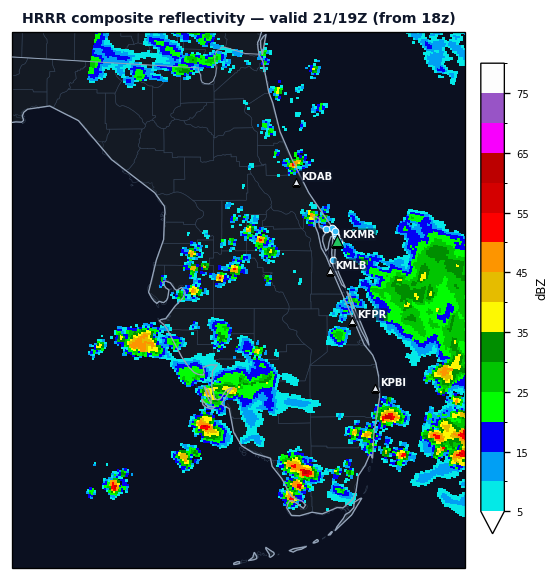 HRRR composite reflectivity — valid 21/19Z (from 18z)
KDAB
KXMR
KMLB
KFPR
KPBI
75
65
55
45
35
25
15
5
dBZ